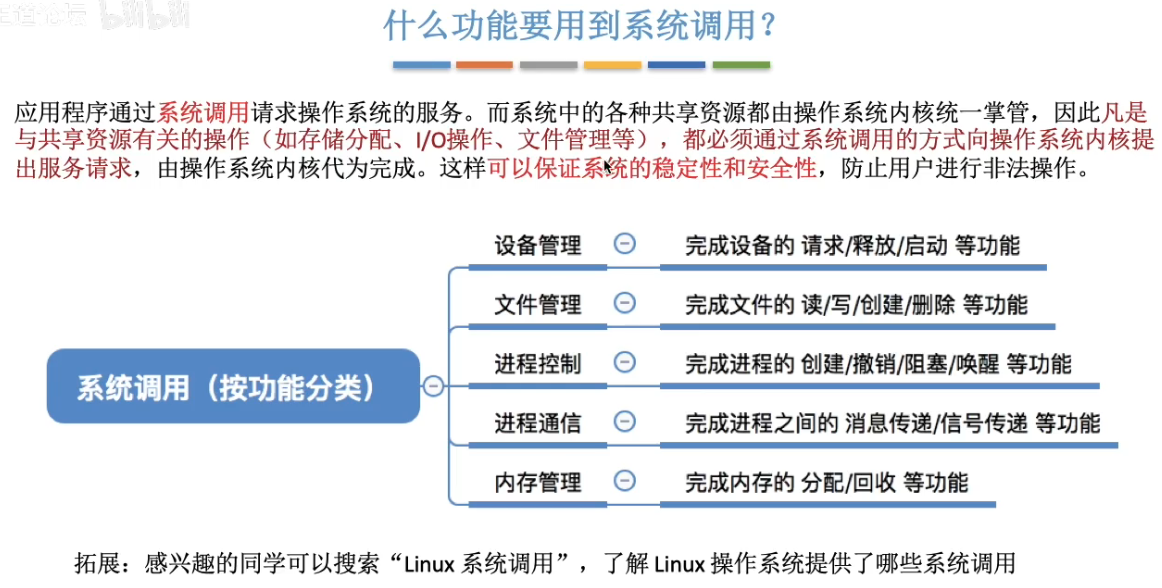 王道论坛 bilibili
什么功能要用到系统调用？
应用程序通过系统调用请求操作系统的服务。而系统中的各种共享资源都由操作系统内核统一掌管，因此凡是
与共享资源有关的操作（如存储分配、I/O操作、文件管理等），都必须通过系统调用的方式向操作系统内核提
出服务请求，由操作系统内核代为完成。这样可以保证系统的稳定性和安全性，防止用户进行非法操作。
系统调用（按功能分类）
设备管理 完成设备的 请求/释放/启动 等功能
文件管理 完成文件的 读/写/创建/删除 等功能
进程控制 完成进程的 创建/撤销/阻塞/唤醒 等功能
进程通信 完成进程之间的 消息传递/信号传递 等功能
内存管理 完成内存的 分配/回收 等功能
拓展：感兴趣的同学可以搜索“Linux 系统调用”，了解 Linux 操作系统提供了哪些系统调用